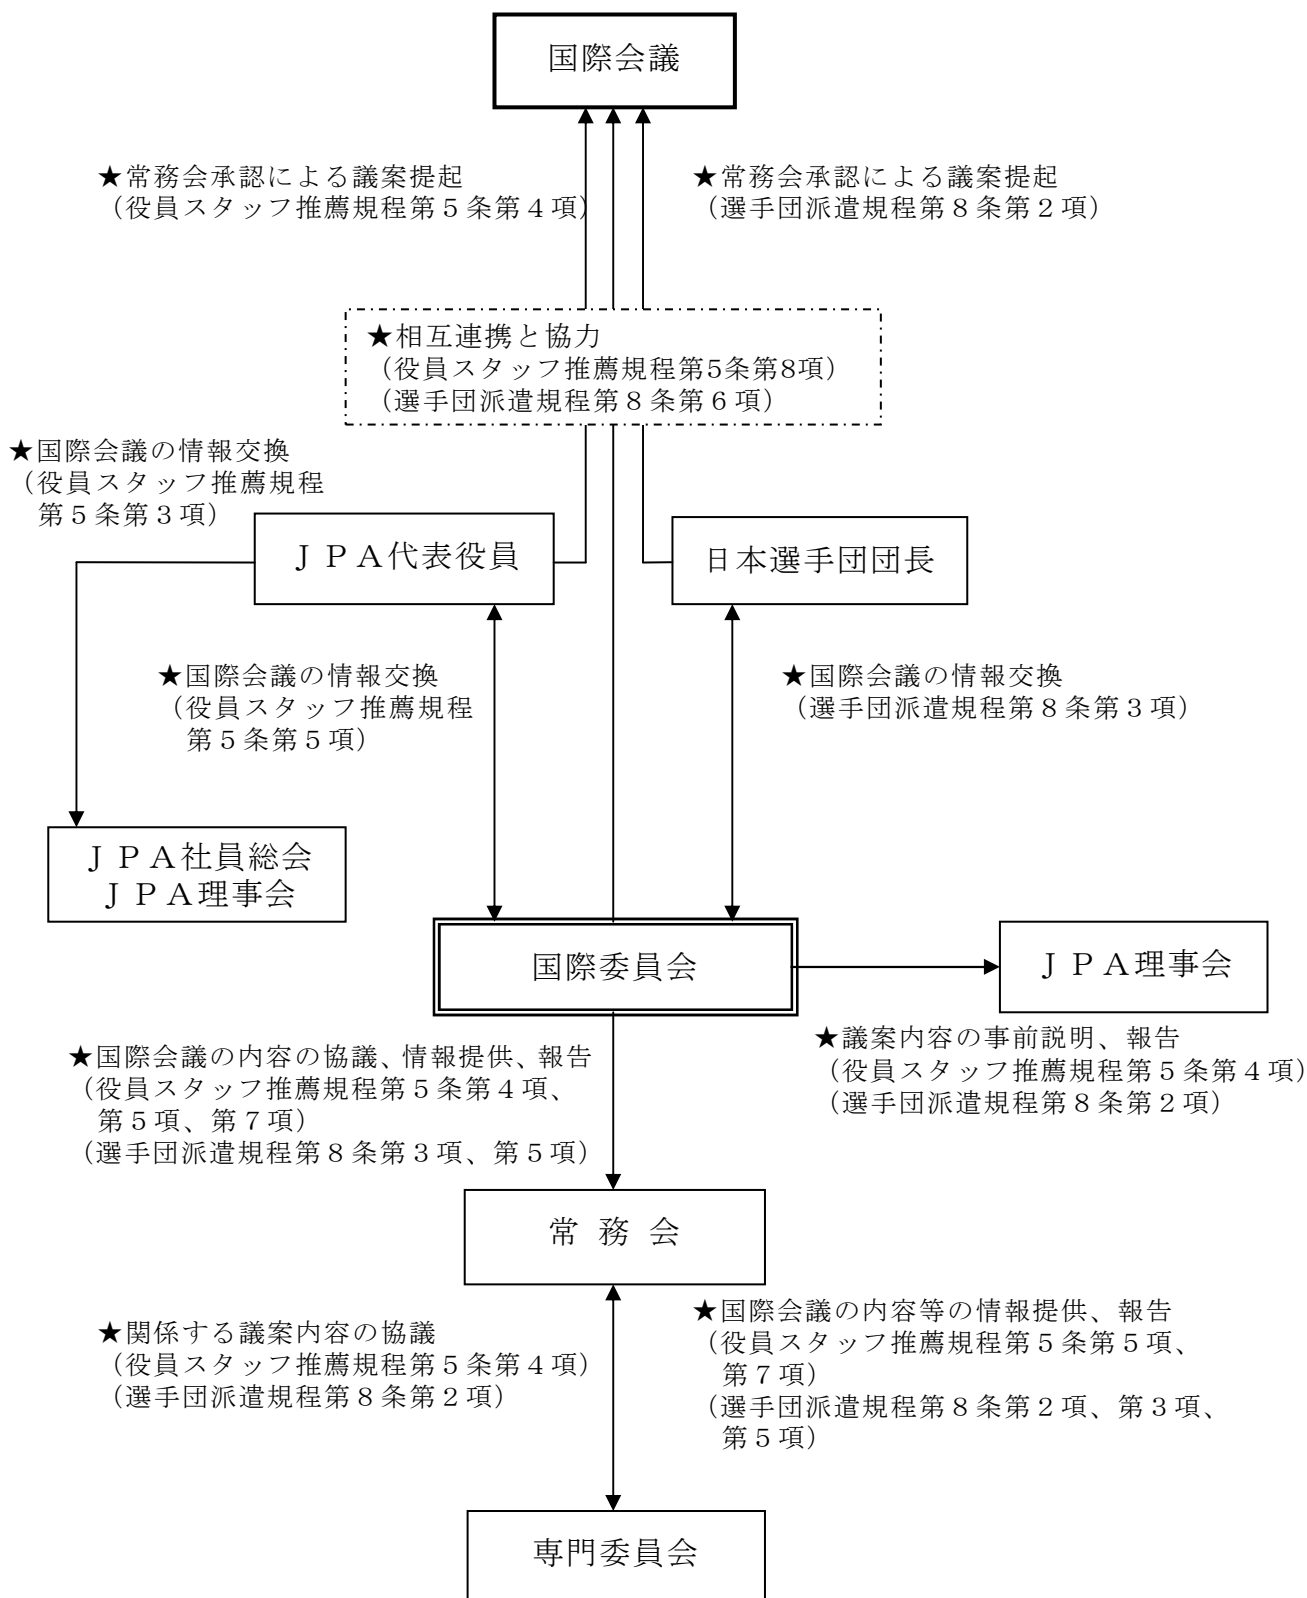 国際会議
★常務会承認による議案提起
（役員スタッフ推薦規程第５条第４項）
★常務会承認による議案提起
（選手団派遣規程第８条第２項）
★相互連携と協力
（役員スタッフ推薦規程第5条第8項）
（選手団派遣規程第８条第６項）
★国際会議の情報交換
（役員スタッフ推薦規程
第５条第３項）
ＪＰＡ代表役員
日本選手団団長
★国際会議の情報交換
（役員スタッフ推薦規程
第５条第５項）
★国際会議の情報交換
（選手団派遣規程第８条第３項）
ＪＰＡ社員総会
ＪＰＡ理事会
国際委員会
ＪＰＡ理事会
★国際会議の内容の協議、情報提供、報告
（役員スタッフ推薦規程第５条第４項、
第５項、第７項）
（選手団派遣規程第８条第３項、第５項）
★議案内容の事前説明、報告
（役員スタッフ推薦規程第５条第４項）
（選手団派遣規程第８条第２項）
常 務 会
★関係する議案内容の協議
（役員スタッフ推薦規程第５条第４項）
（選手団派遣規程第８条第２項）
★国際会議の内容等の情報提供、報告
（役員スタッフ推薦規程第５条第５項、
第７項）
（選手団派遣規程第８条第２項、第３項、
第５項）
専門委員会